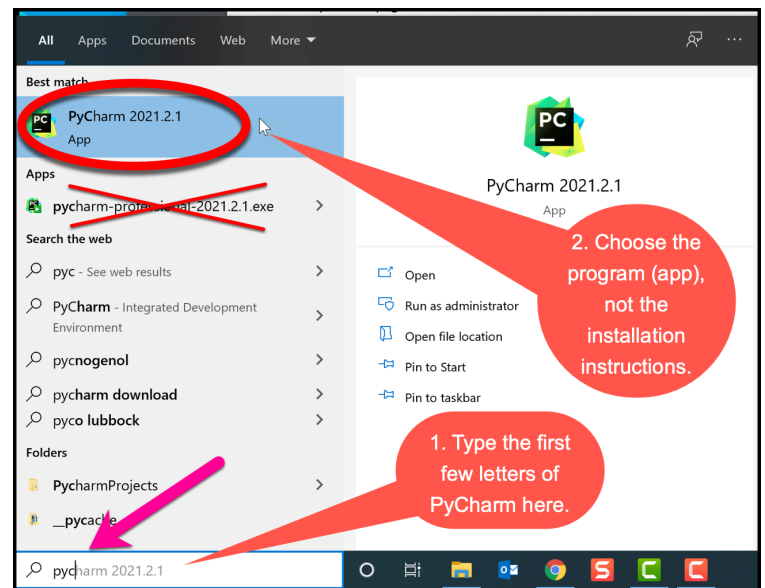 All Apps Documents Web More
Best match
PC
PyCharm 2021.2.1
App
Apps
pycharm-professional-2021.2.1.exe
Search the web
pyc - See web results
PyCharm - Integrated Development
Environment
pycnogenol
pycharm download
pyco lubbock
Folders
PycharmProjects
__pycache
pycharm 2021.2.1
PC
PyCharm 2021.2.1
App
Open
Run as administrator
Open file location
Pin to Start
Pin to taskbar
2. Choose the
program (app),
not the
installation
instructions.
1. Type the first
few letters of
PyCharm here.